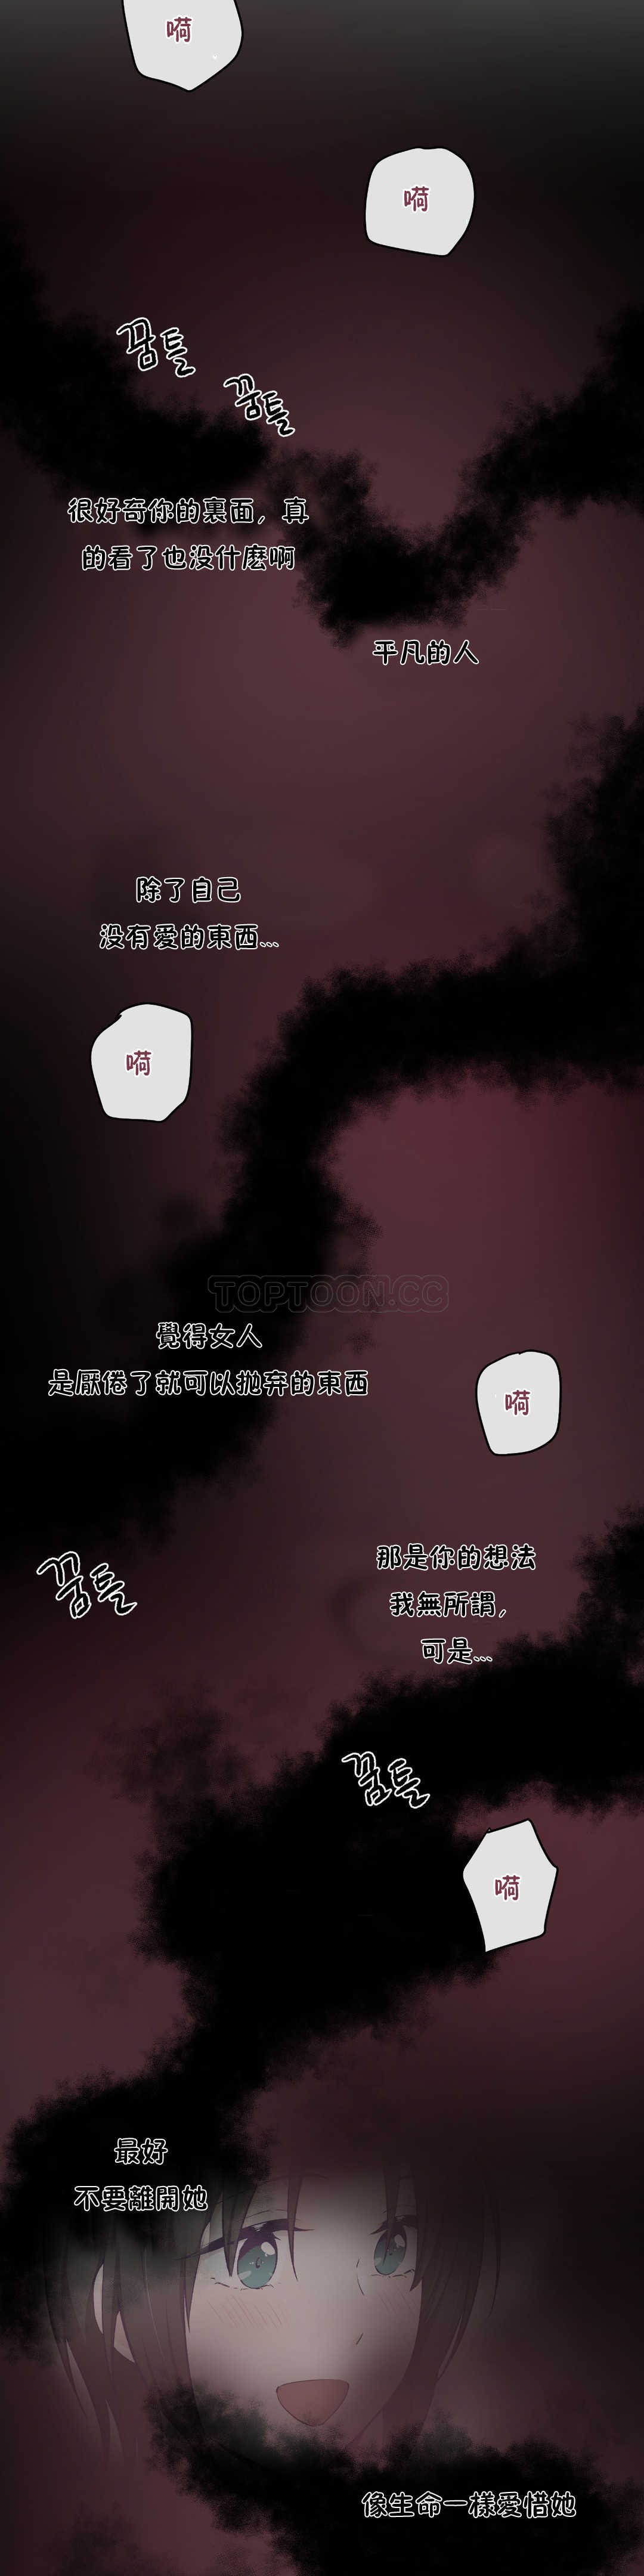 嗬
嗬
꿈틀
꿈틀
很好奇你的裏面，真
的看了也没什麼啊
平凡的人
除了自己
没有愛的東西…
嗬
TOPTOON.CC
覺得女人
是厭倦了就可以抛弃的東西
嗬
那是你的想法
我無所謂，
可是…
꿈틀
꿈틀
嗬
最好
不要離開她
像生命一樣愛惜她